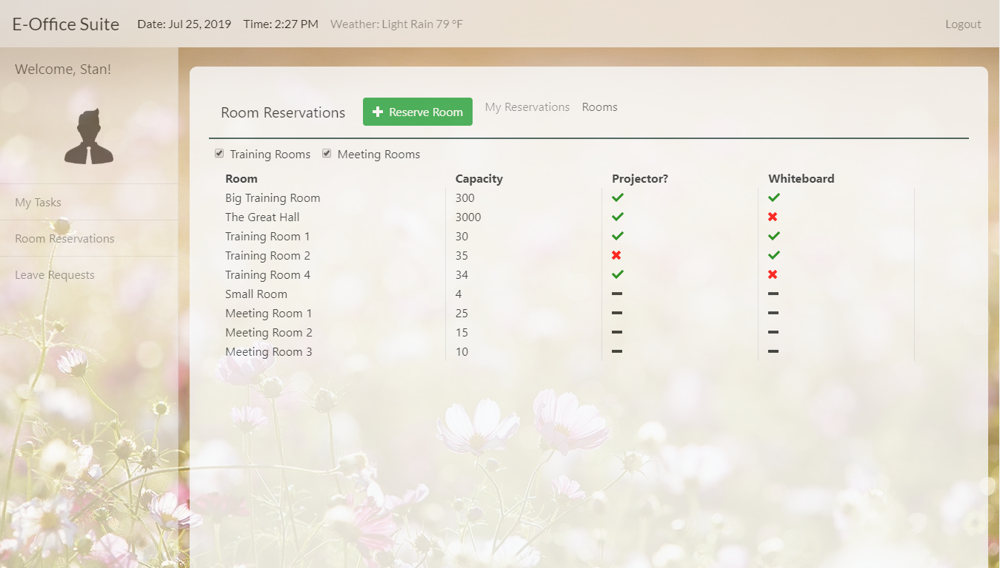 E-Office Suite Date: Jul 25, 2019 Time: 2:27 PM Weather: Light Rain 79 °F Logout
Welcome, Stan!
My Tasks
Room Reservations
Leave Requests
Room Reservations Reserve Room My Reservations Rooms
Training Rooms Meeting Rooms
Room Capacity Projector? Whiteboard
Big Training Room 300
The Great Hall 3000
Training Room 1 30
Training Room 2 35
Training Room 4 34
Small Room 4
Meeting Room 1 25
Meeting Room 2 15
Meeting Room 3 10